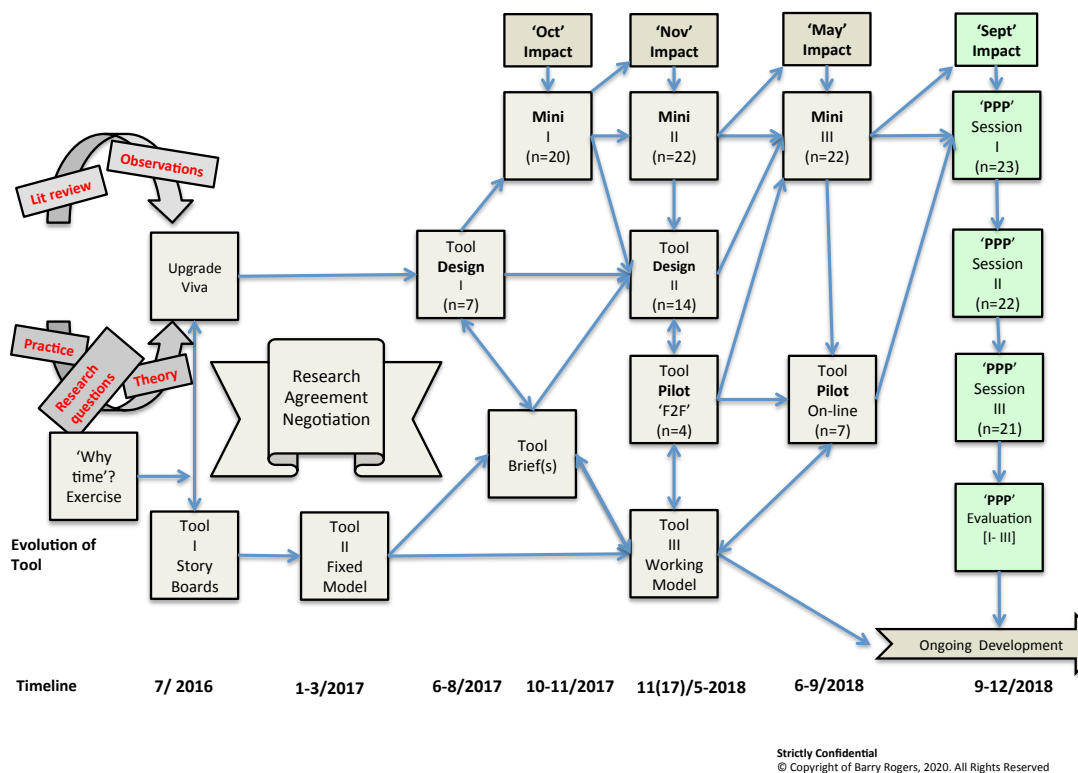 ‘Oct’
Impact
‘Nov’
Impact
‘May’
Impact
‘Sept’
Impact
Mini
I
(n=20)
Mini
II
(n=22)
Mini
III
(n=22)
‘PPP’
Session
I
(n=23)
Observations
Lit review
Upgrade
Viva
Tool
Design
I
(n=7)
Tool
Design
II
(n=14)
‘PPP’
Session
II
(n=22)
Practice
Research
questions
Theory
Research
Agreement
Negotiation
Tool
Pilot
‘F2F’
(n=4)
Tool
Pilot
On-line
(n=7)
‘PPP’
Session
III
(n=21)
‘Why
time’?
Exercise
Tool
Brief(s)
‘PPP’
Evaluation
[I- III]
Evolution of
Tool
Tool
I
Story
Boards
Tool
II
Fixed
Model
Tool
III
Working
Model
Ongoing Development
Timeline
7/ 2016
1-3/2017
6-8/2017
10-11/2017
11(17)/5-2018
6-9/2018
9-12/2018
Strictly Confidential
© Copyright of Barry Rogers, 2020. All Rights Reserved